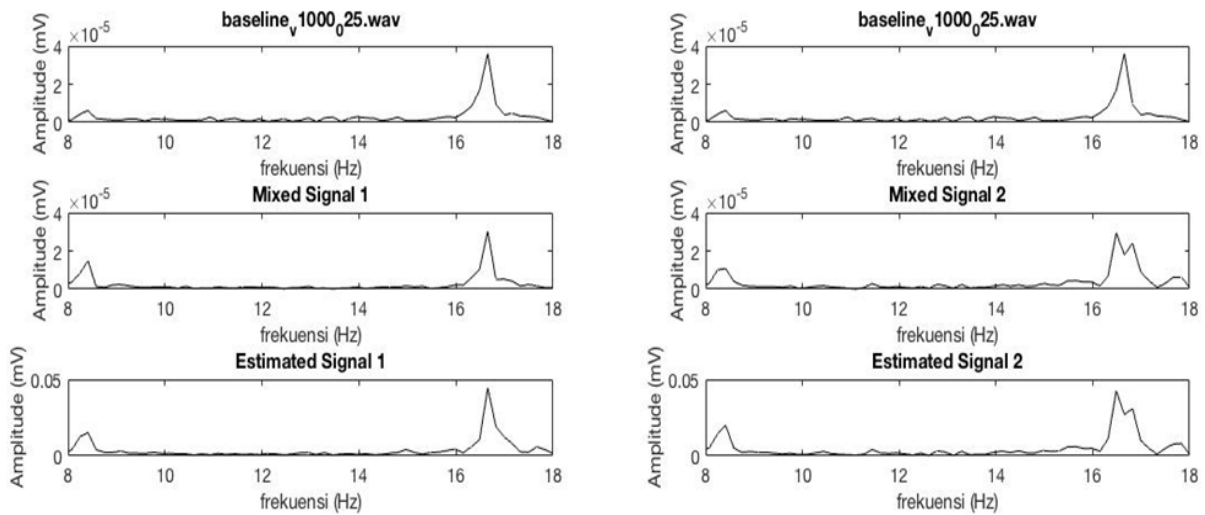 baseline_v1000_025.wav
×10^-5
Amplitude (mV)
4
2
0
8 10 12 14 16 18
frekuensi (Hz)
Mixed Signal 1
×10^-5
Amplitude (mV)
4
2
0
8 10 12 14 16 18
frekuensi (Hz)
Estimated Signal 1
Amplitude (mV)
0.05
0
8 10 12 14 16 18
frekuensi (Hz)
baseline_v1000_025.wav
×10^-5
Amplitude (mV)
4
2
0
8 10 12 14 16 18
frekuensi (Hz)
Mixed Signal 2
×10^-5
Amplitude (mV)
4
2
0
8 10 12 14 16 18
frekuensi (Hz)
Estimated Signal 2
Amplitude (mV)
0.05
0
8 10 12 14 16 18
frekuensi (Hz)